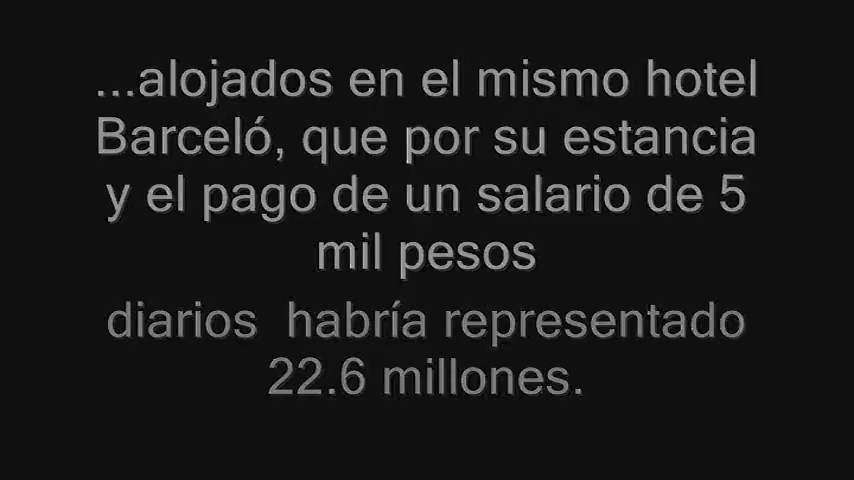 ...alojados en el mismo hotel
Barceló, que por su estancia
y el pago de un salario de 5
mil pesos
diarios  habría representado
22.6 millones.